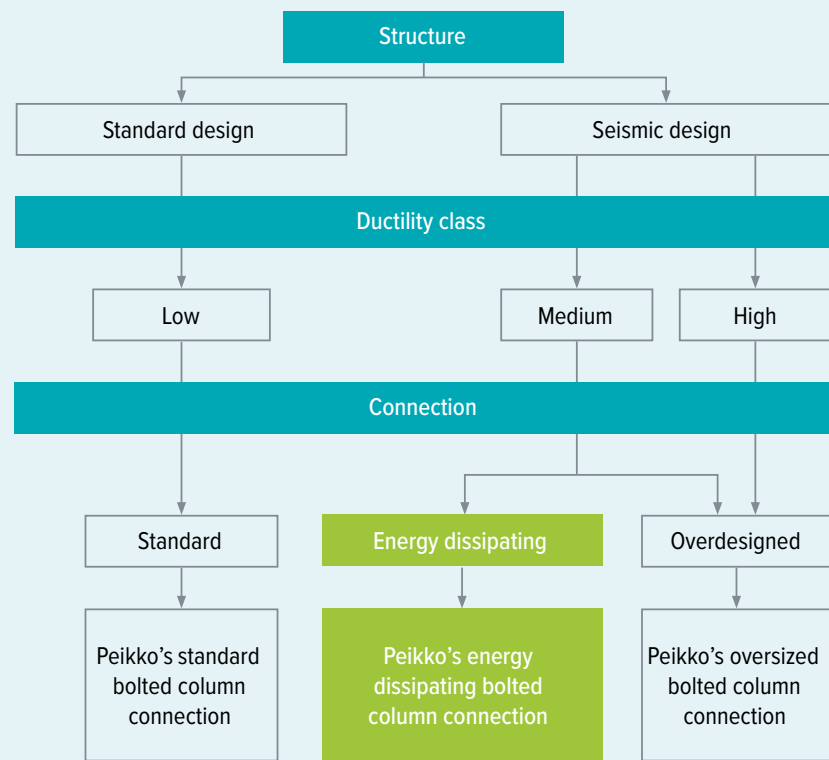 Structure
Standard design
Seismic design
Ductility class
Low
Medium
High
Connection
Standard
Energy dissipating
Overdesigned
Peikko’s standard
bolted column
connection
Peikko’s energy
dissipating bolted
column connection
Peikko’s oversized
bolted column
connection